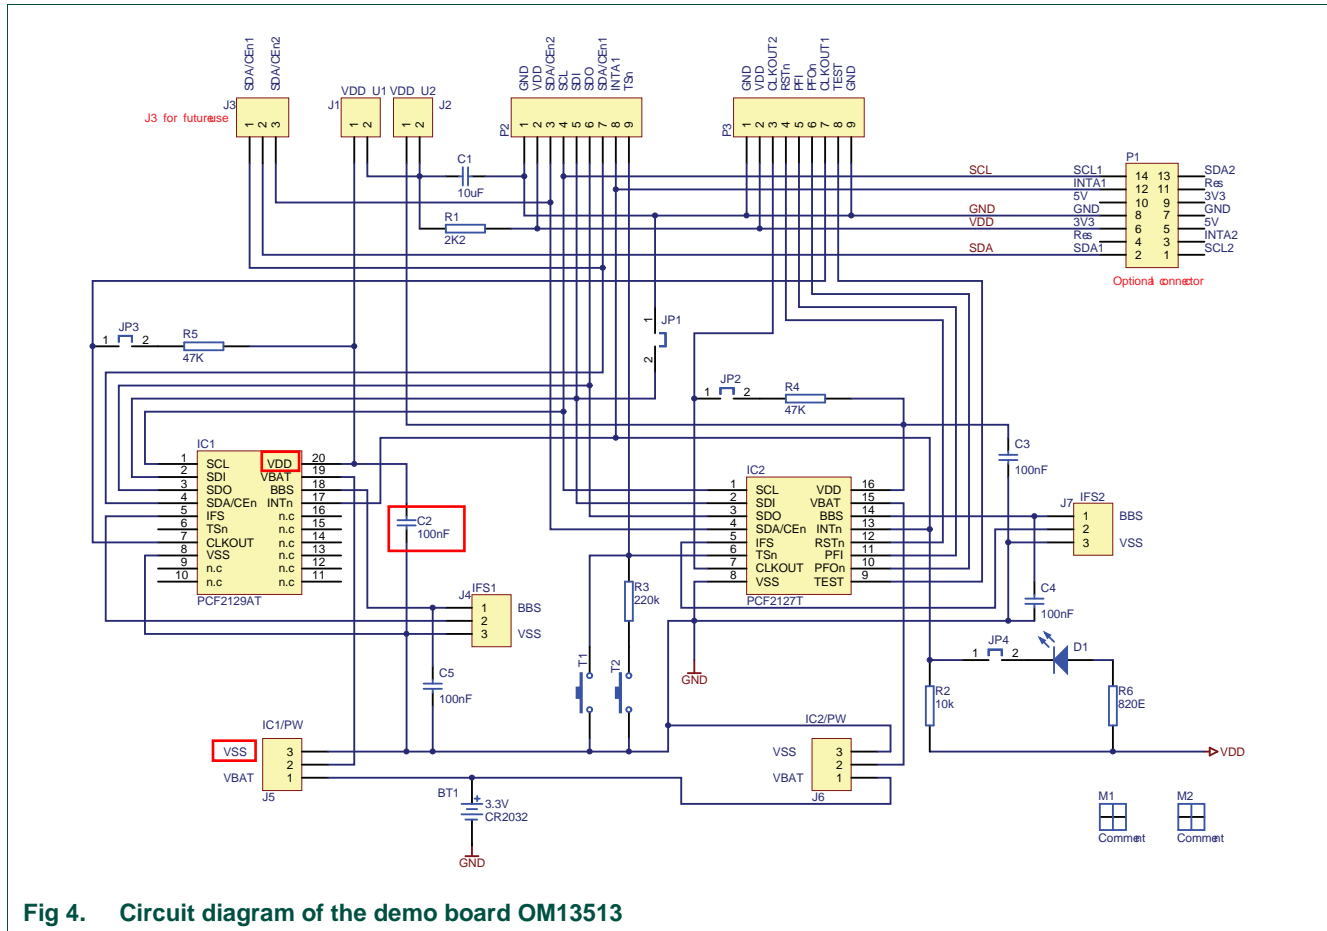 SDA/CEn1
SDA/CEn2
J3
1 2 3
J3 for future use
VDD U1
J1
1 2
VDD U2
J2
1 2
GND
VDD
SDA/CEn2
SCL
SDI
SDO
SDA/CEn1
INTA1
TSn
P2
1 2 3 4 5 6 7 8 9
GND
VDD
CLKOUT2
RSTn
PFI
PFOn
CLKOUT1
TEST
GND
P3
1 2 3 4 5 6 7 8 9
C1
10uF
R1
2K2
P1
SCL SCL1 14 13 SDA2
INTA1 12 11 Res
5V 10 9 3V3
GND GND 8 7 GND
VDD 3V3 6 5 5V
Res 4 3 INTA2
SDA SDA1 2 1 SCL2
Optional connector
JP3
1 2
R5
47K
1
JP1
2
JP2
1 2
R4
47K
C3
100nF
IC1
1 SCL VDD 20
2 SDI VBAT 19
3 SDO BBS 18
4 SDA/CEn INTn 17
5 IFS n.c 16
6 TSn n.c 15
7 CLKOUT n.c 14
8 VSS n.c 13
9 n.c n.c 12
10 n.c n.c 11
PCF2129AT
C2
100nF
IC2
1 SCL VDD 16
2 SDI VBAT 15
3 SDO BBS 14
4 SDA/CEn INTn 13
5 IFS RSTn 12
6 TSn PFI 11
7 CLKOUT PFOn 10
8 VSS TEST 9
PCF2127T
J7 IFS2
1 BBS
2
3 VSS
C4
100nF
J4 IFS1
1 BBS
2
3 VSS
R3
220k
C5
100nF
T1
T2
GND
JP4
1 2
D1
R2
10k
R6
820E
VDD
IC1/PW
VSS 3
2
VBAT 1
J5
IC2/PW
VSS 3
2
VBAT 1
J6
BT1
+
3.3V
CR2032
GND
M1
Comment
M2
Comment
Fig 4. Circuit diagram of the demo board OM13513